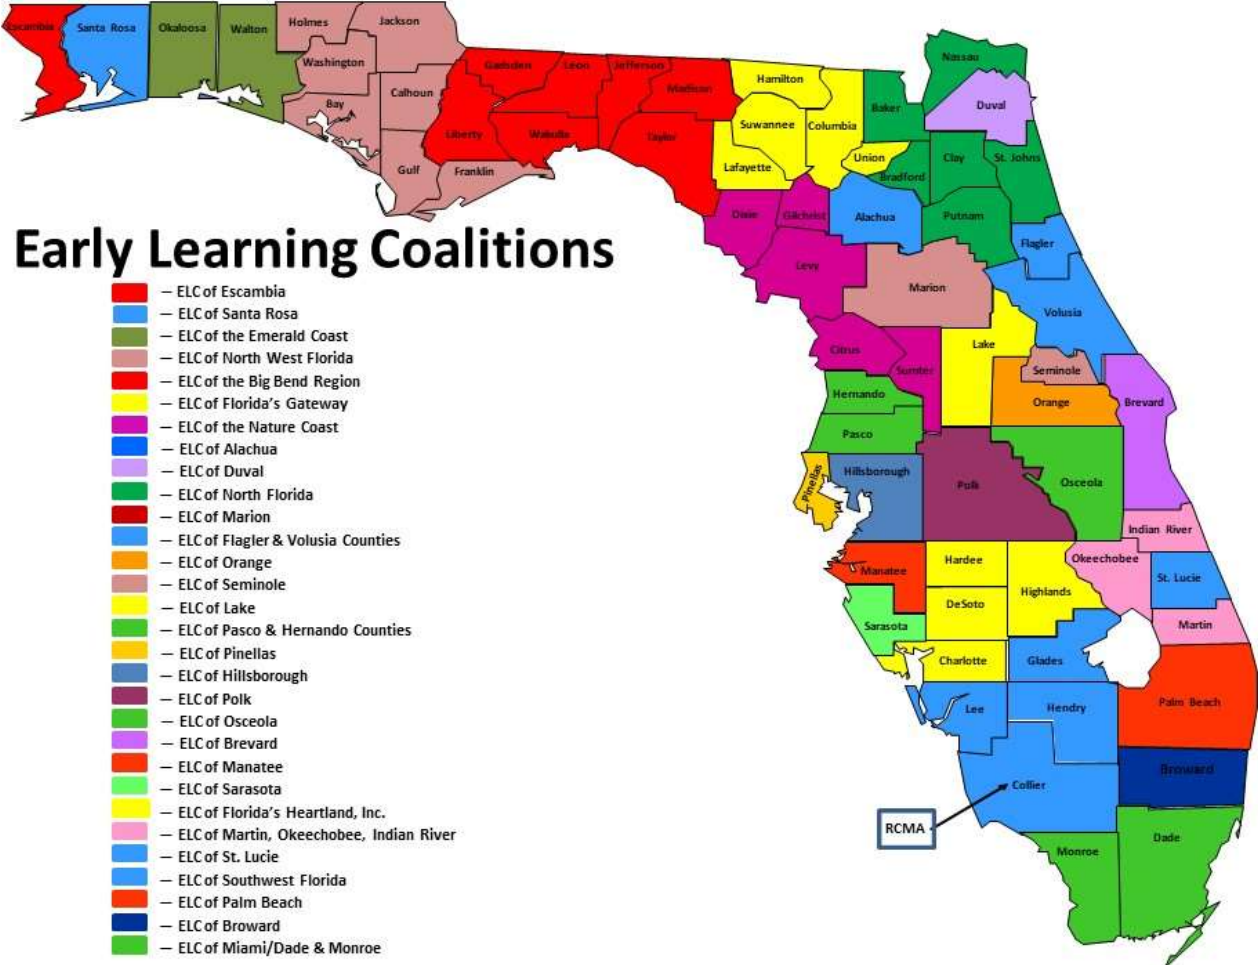 Escambia
Santa Rosa
Okaloosa
Walton
Holmes
Jackson
Washington
Bay
Calhoun
Gulf
Franklin
Gadsden
Leon
Jefferson
Madison
Liberty
Wakulla
Taylor
Hamilton
Suwannee
Columbia
Lafayette
Union
Baker
Bradford
Nassau
Duval
Clay
St. Johns
Putnam
Dixie
Gilchrist
Alachua
Levy
Flagler
Marion
Volusia
Citrus
Sumter
Lake
Seminole
Orange
Brevard
Hernando
Pasco
Pinellas
Hillsborough
Polk
Osceola
Indian River
Okeechobee
St. Lucie
Martin
Manatee
Hardee
Highlands
DeSoto
Sarasota
Charlotte
Glades
Lee
Hendry
Palm Beach
Collier
Broward
RCMA
Monroe
Dade
Early Learning Coalitions
– ELC of Escambia
– ELC of Santa Rosa
– ELC of the Emerald Coast
– ELC of North West Florida
– ELC of the Big Bend Region
– ELC of Florida's Gateway
– ELC of the Nature Coast
– ELC of Alachua
– ELC of Duval
– ELC of North Florida
– ELC of Marion
– ELC of Flagler & Volusia Counties
– ELC of Orange
– ELC of Seminole
– ELC of Lake
– ELC of Pasco & Hernando Counties
– ELC of Pinellas
– ELC of Hillsborough
– ELC of Polk
– ELC of Osceola
– ELC of Brevard
– ELC of Manatee
– ELC of Sarasota
– ELC of Florida's Heartland, Inc.
– ELC of Martin, Okeechobee, Indian River
– ELC of St. Lucie
– ELC of Southwest Florida
– ELC of Palm Beach
– ELC of Broward
– ELC of Miami/Dade & Monroe